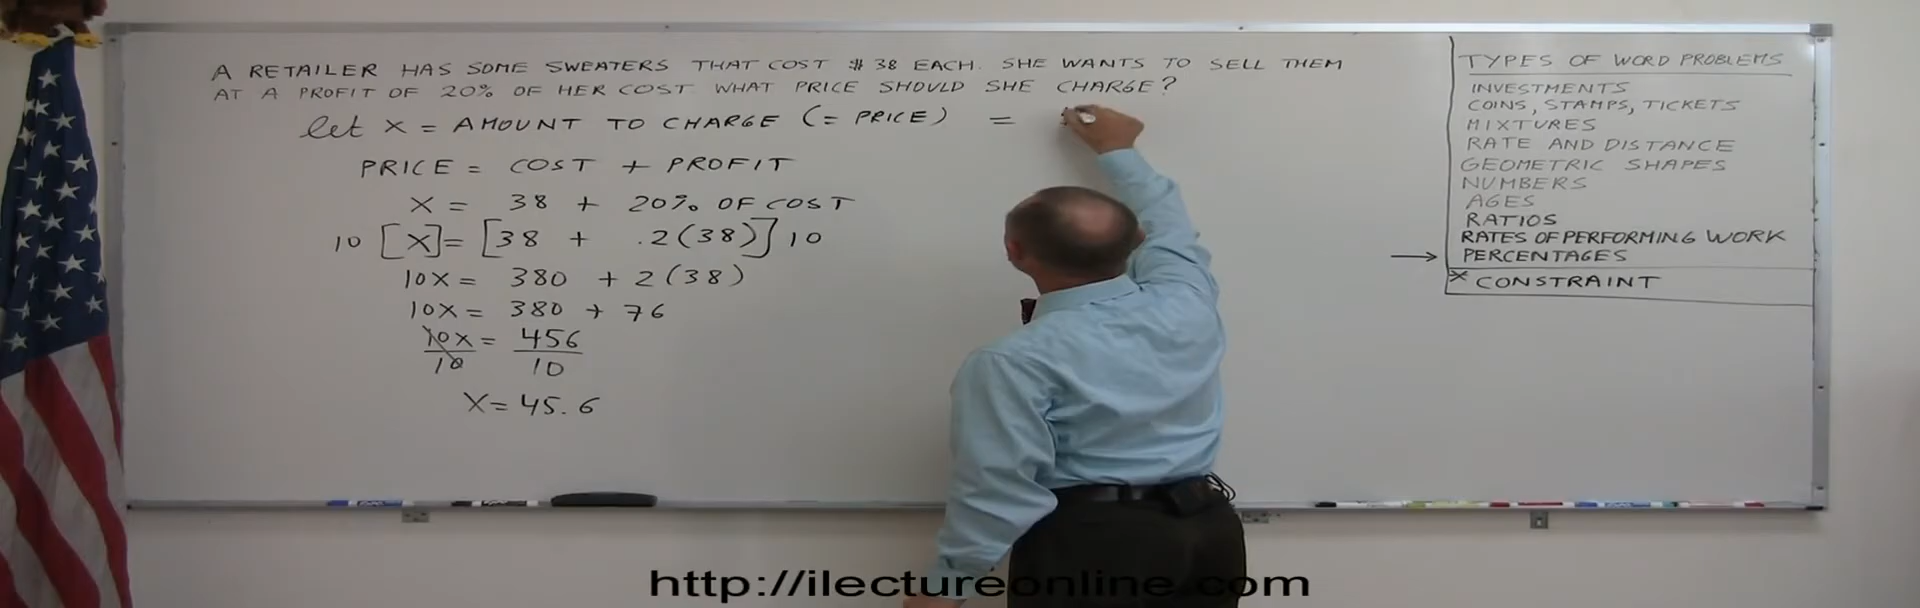 A RETAILER HAS SOME SWEATERS THAT COST $38 EACH. SHE WANTS TO SELL THEM
AT A PROFIT OF 20% OF HER COST. WHAT PRICE SHOULD SHE CHARGE?
let X = AMOUNT TO CHARGE (= PRICE) =
PRICE = COST + PROFIT
X = 38 + 20% OF COST
10 [X] = [38 + .2(38)] 10
10X = 380 + 2(38)
10X = 380 + 76
10X = 456
10 10
X = 45.6
TYPES OF WORD PROBLEMS
INVESTMENTS
COINS, STAMPS, TICKETS
MIXTURES
RATE AND DISTANCE
GEOMETRIC SHAPES
NUMBERS
AGES
RATIOS
RATES OF PERFORMING WORK
→ PERCENTAGES
* CONSTRAINT
http://ilectureonline.com